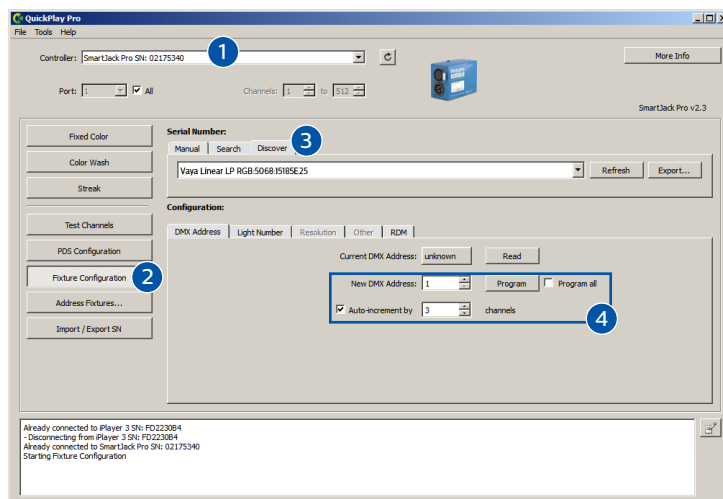 QuickPlay Pro
File Tools Help
Controller: SmartJack Pro SN: 02175340
1
More Info
Port: 1 All Channels: 1 to 512
PHILIPS
SmartJack Pro v2.3
Fixed Color
Color Wash
Streak
Test Channels
PDS Configuration
Fixture Configuration
2
Address Fixtures...
Import / Export SN
Serial Number:
3
Manual Search Discover
Vaya Linear LP RGB:5068:15185E25 Refresh Export...
Configuration:
DMX Address Light Number Resolution Other RDM
Current DMX Address: unknown Read
New DMX Address: 1 Program Program all
Auto-increment by 3 channels
4
Already connected to iPlayer 3 SN: FD2230B4
- Disconnecting from iPlayer 3 SN: FD2230B4
Already connected to SmartJack Pro SN: 02175340
Starting Fixture Configuration